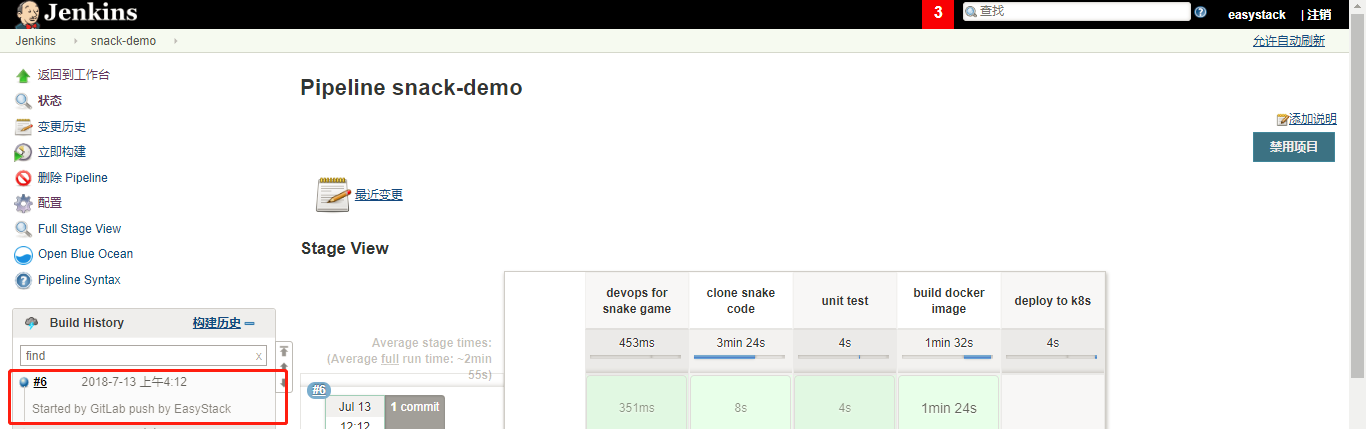 Jenkins
3
查找
easystack
| 注销
Jenkins
snack-demo
允许自动刷新
返回到工作台
状态
变更历史
立即构建
删除 Pipeline
配置
Full Stage View
Open Blue Ocean
Pipeline Syntax
Build History
构建历史
find
x
#6
2018-7-13 上午4:12
Started by GitLab push by EasyStack
Pipeline snack-demo
添加说明
禁用项目
最近变更
Stage View
devops for
snake game
clone snake
code
unit test
build docker
image
deploy to k8s
Average stage times:
(Average full run time: ~2min
55s)
453ms
3min 24s
4s
1min 32s
4s
#6
Jul 13
12:12
1 commit
351ms
8s
4s
1min 24s